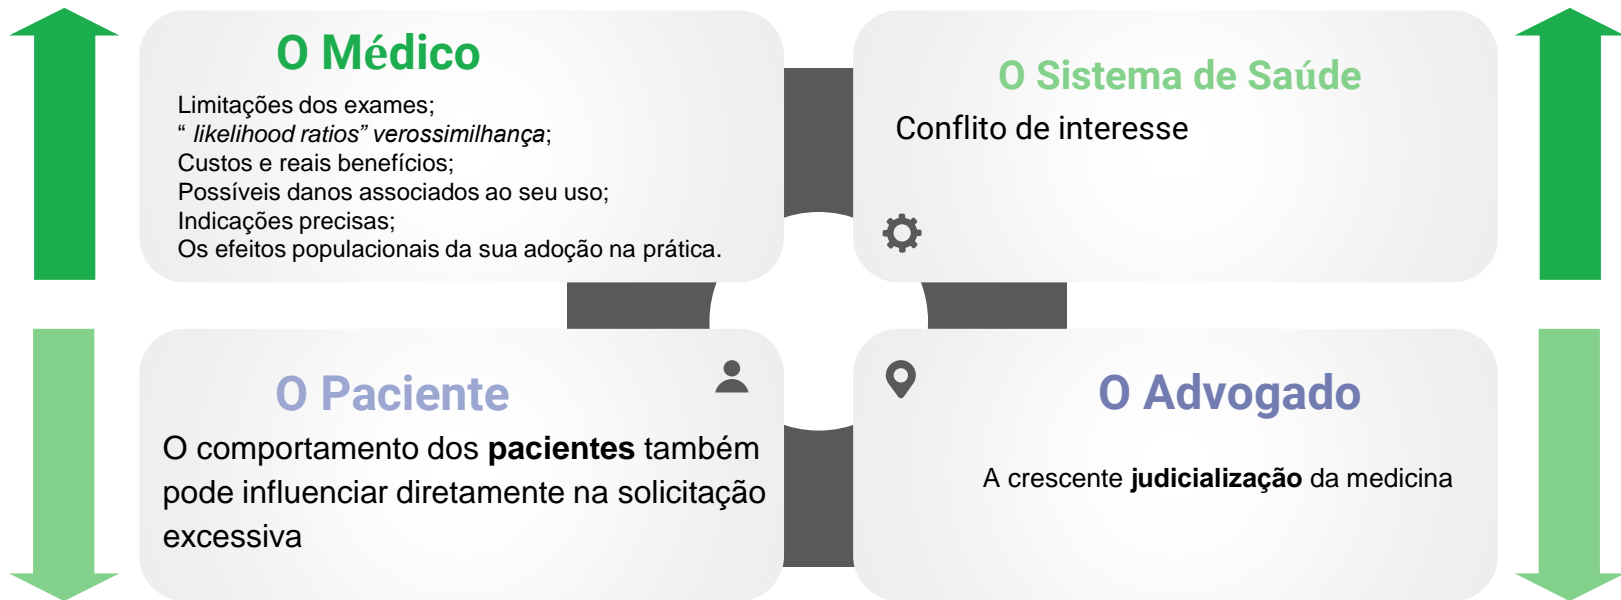 O Médico
Limitações dos exames;
“ likelihood ratios” verossimilhança;
Custos e reais benefícios;
Possíveis danos associados ao seu uso;
Indicações precisas;
Os efeitos populacionais da sua adoção na prática.
O Sistema de Saúde
Conflito de interesse
O Paciente
O comportamento dos pacientes também
pode influenciar diretamente na solicitação
excessiva
O Advogado
A crescente judicialização da medicina